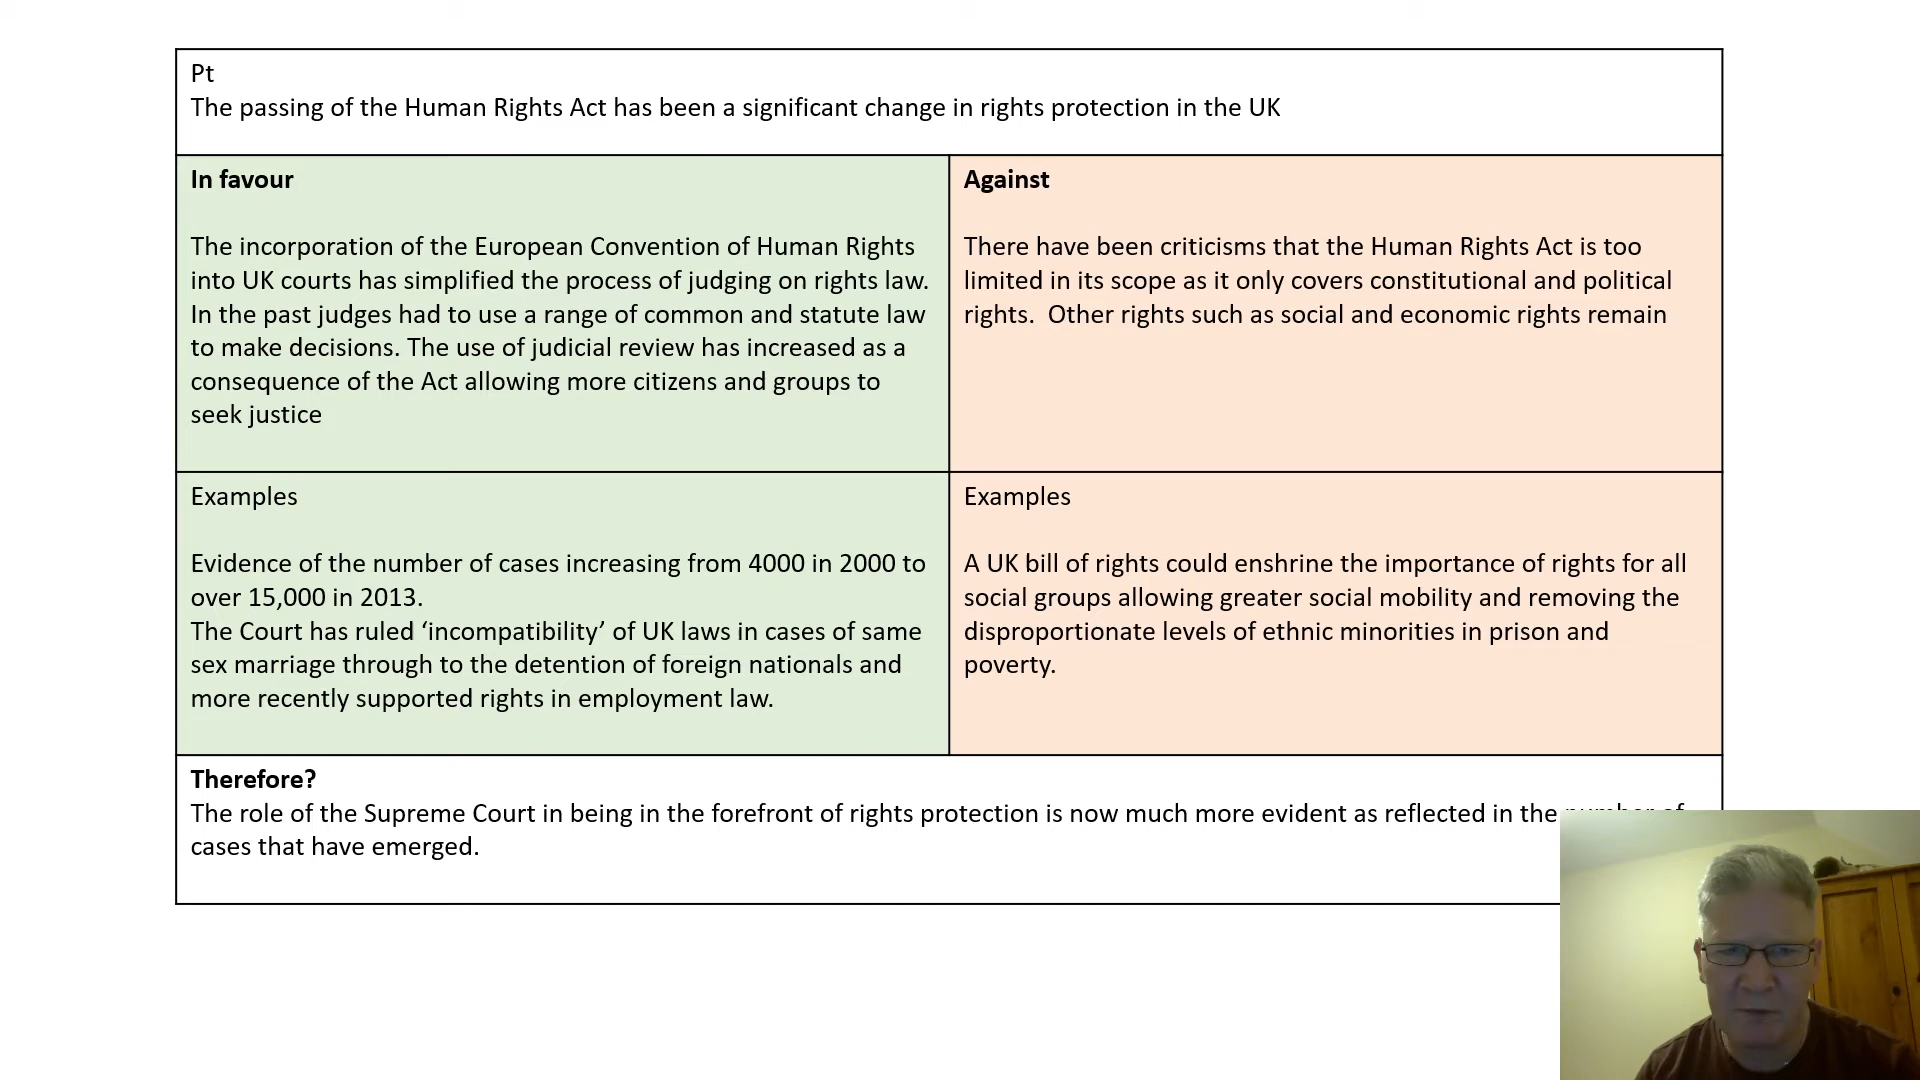 Pt
The passing of the Human Rights Act has been a significant change in rights protection in the UK
In favour
The incorporation of the European Convention of Human Rights
into UK courts has simplified the process of judging on rights law.
In the past judges had to use a range of common and statute law
to make decisions. The use of judicial review has increased as a
consequence of the Act allowing more citizens and groups to
seek justice
Against
There have been criticisms that the Human Rights Act is too
limited in its scope as it only covers constitutional and political
rights.  Other rights such as social and economic rights remain
Examples
Evidence of the number of cases increasing from 4000 in 2000 to
over 15,000 in 2013.
The Court has ruled ‘incompatibility’ of UK laws in cases of same
sex marriage through to the detention of foreign nationals and
more recently supported rights in employment law.
Examples
A UK bill of rights could enshrine the importance of rights for all
social groups allowing greater social mobility and removing the
disproportionate levels of ethnic minorities in prison and
poverty.
Therefore?
The role of the Supreme Court in being in the forefront of rights protection is now much more evident as reflected in the number of
cases that have emerged.